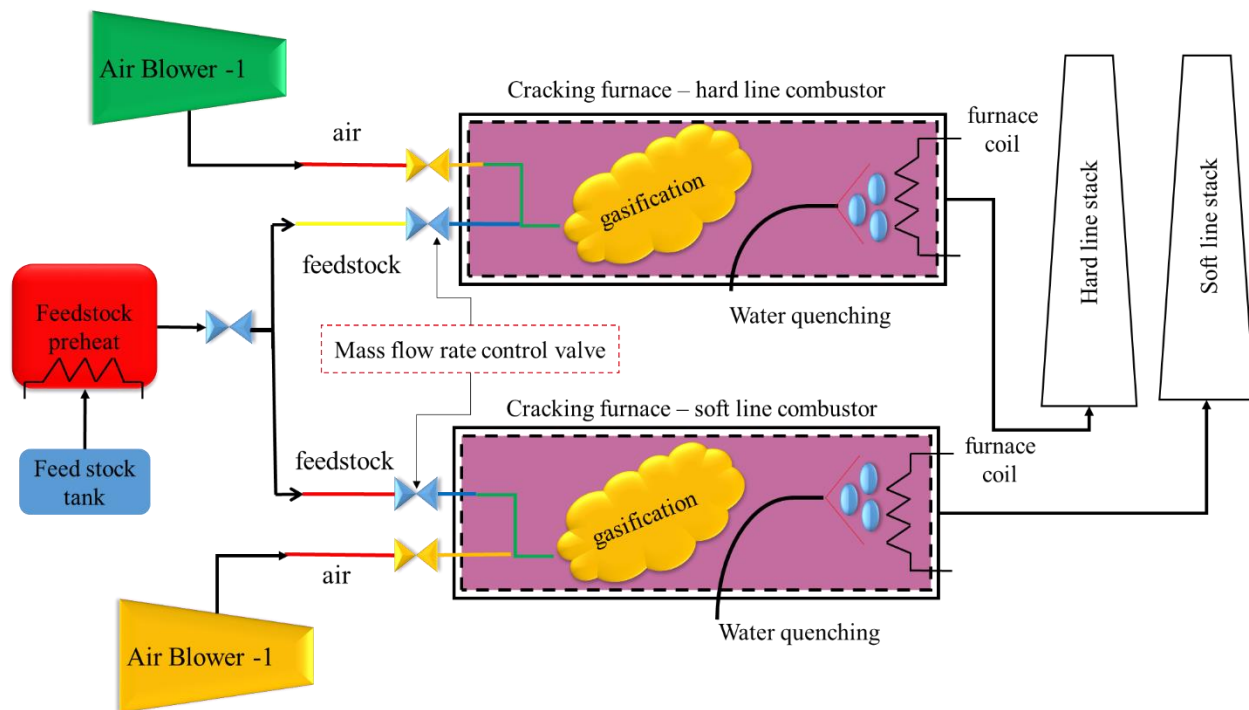 Air Blower -1
air
Cracking furnace – hard line combustor
furnace
coil
gasification
feedstock
Water quenching
Hard line stack
Soft line stack
Feedstock
preheat
Mass flow rate control valve
Feed stock
tank
Cracking furnace – soft line combustor
furnace
coil
feedstock
gasification
air
Water quenching
Air Blower -1